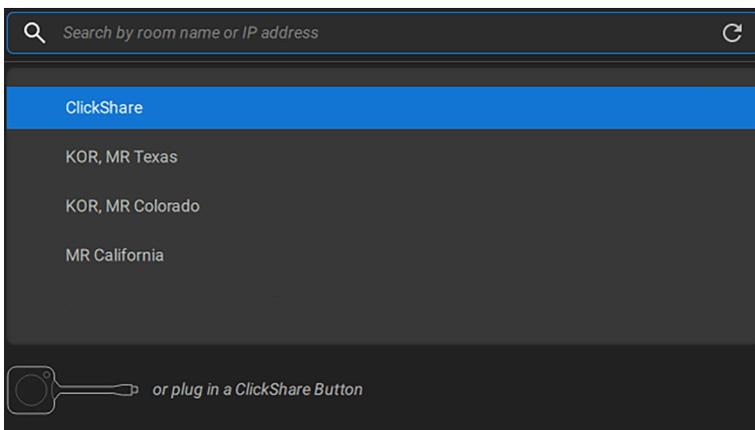 Search by room name or IP address
ClickShare
KOR, MR Texas
KOR, MR Colorado
MR California
or plug in a ClickShare Button